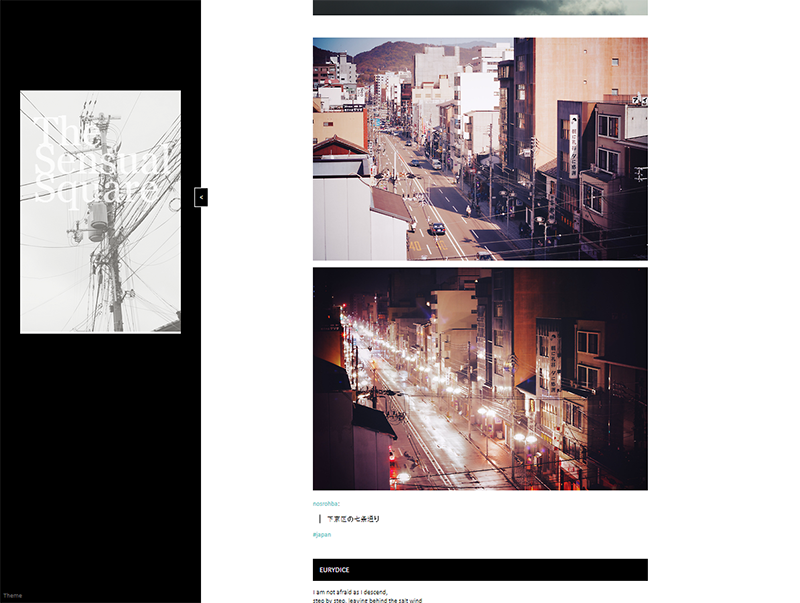 The
Sensual
Square
<
下京区の七条通り
#japan
EURYDICE
I am not afraid as I descend,
step by step, leaving behind the salt wind
Theme